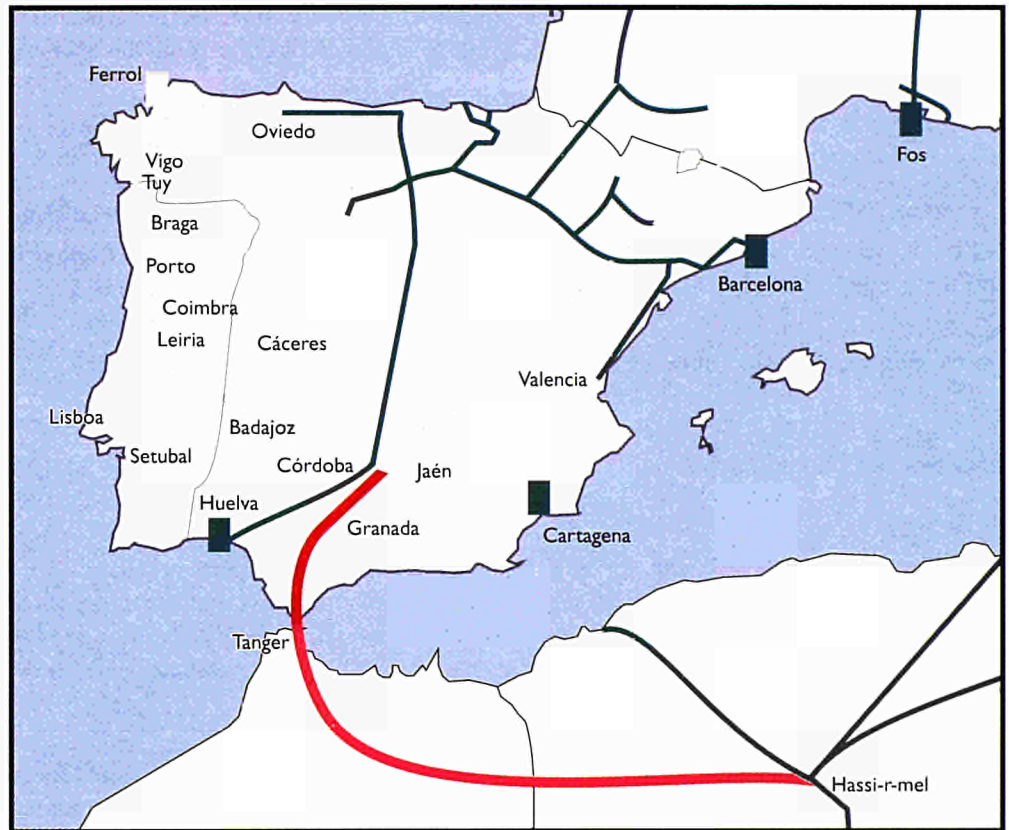 Ferrol
Oviedo
Fos
Vigo
Tuy
Braga
Porto
Barcelona
Coimbra
Leiria
Cáceres
Valencia
Lisboa
Badajoz
Setubal
Córdoba
Jaén
Huelva
Granada
Cartagena
Tanger
Hassi-r-mel